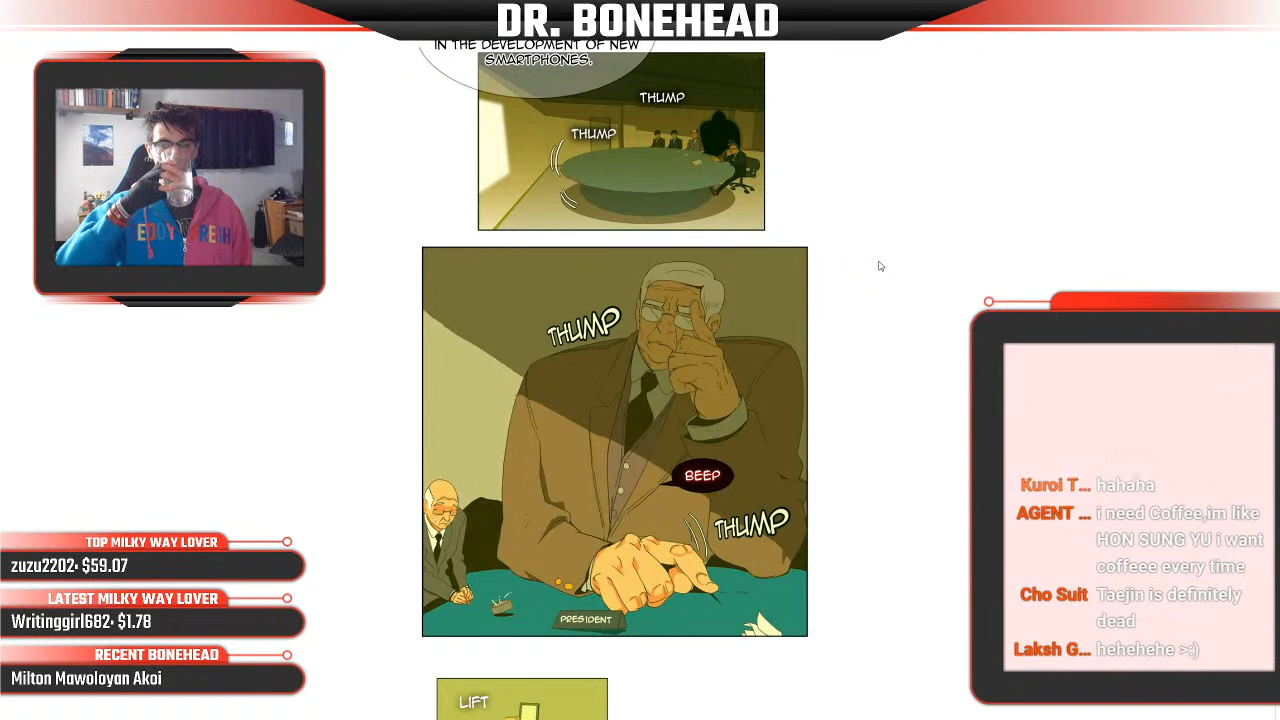 DR. BONEHEAD
IN THE DEVELOPMENT OF NEW
SMARTPHONES.
THUMP
THUMP
THUMP
BEEP
THUMP
PRESIDENT
LIFT
TOP MILKY WAY LOVER
zuzu2202• $59.07
LATEST MILKY WAY LOVER
Writinggirl682• $1.78
RECENT BONEHEAD
Milton Mawoloyan Akoi
Kuroi T... hahaha
AGENT ... i need Coffee,im like
HON SUNG YU i want
coffeee every time
Cho Suit Taejin is definitely
dead
Laksh G... hehehehe >:)